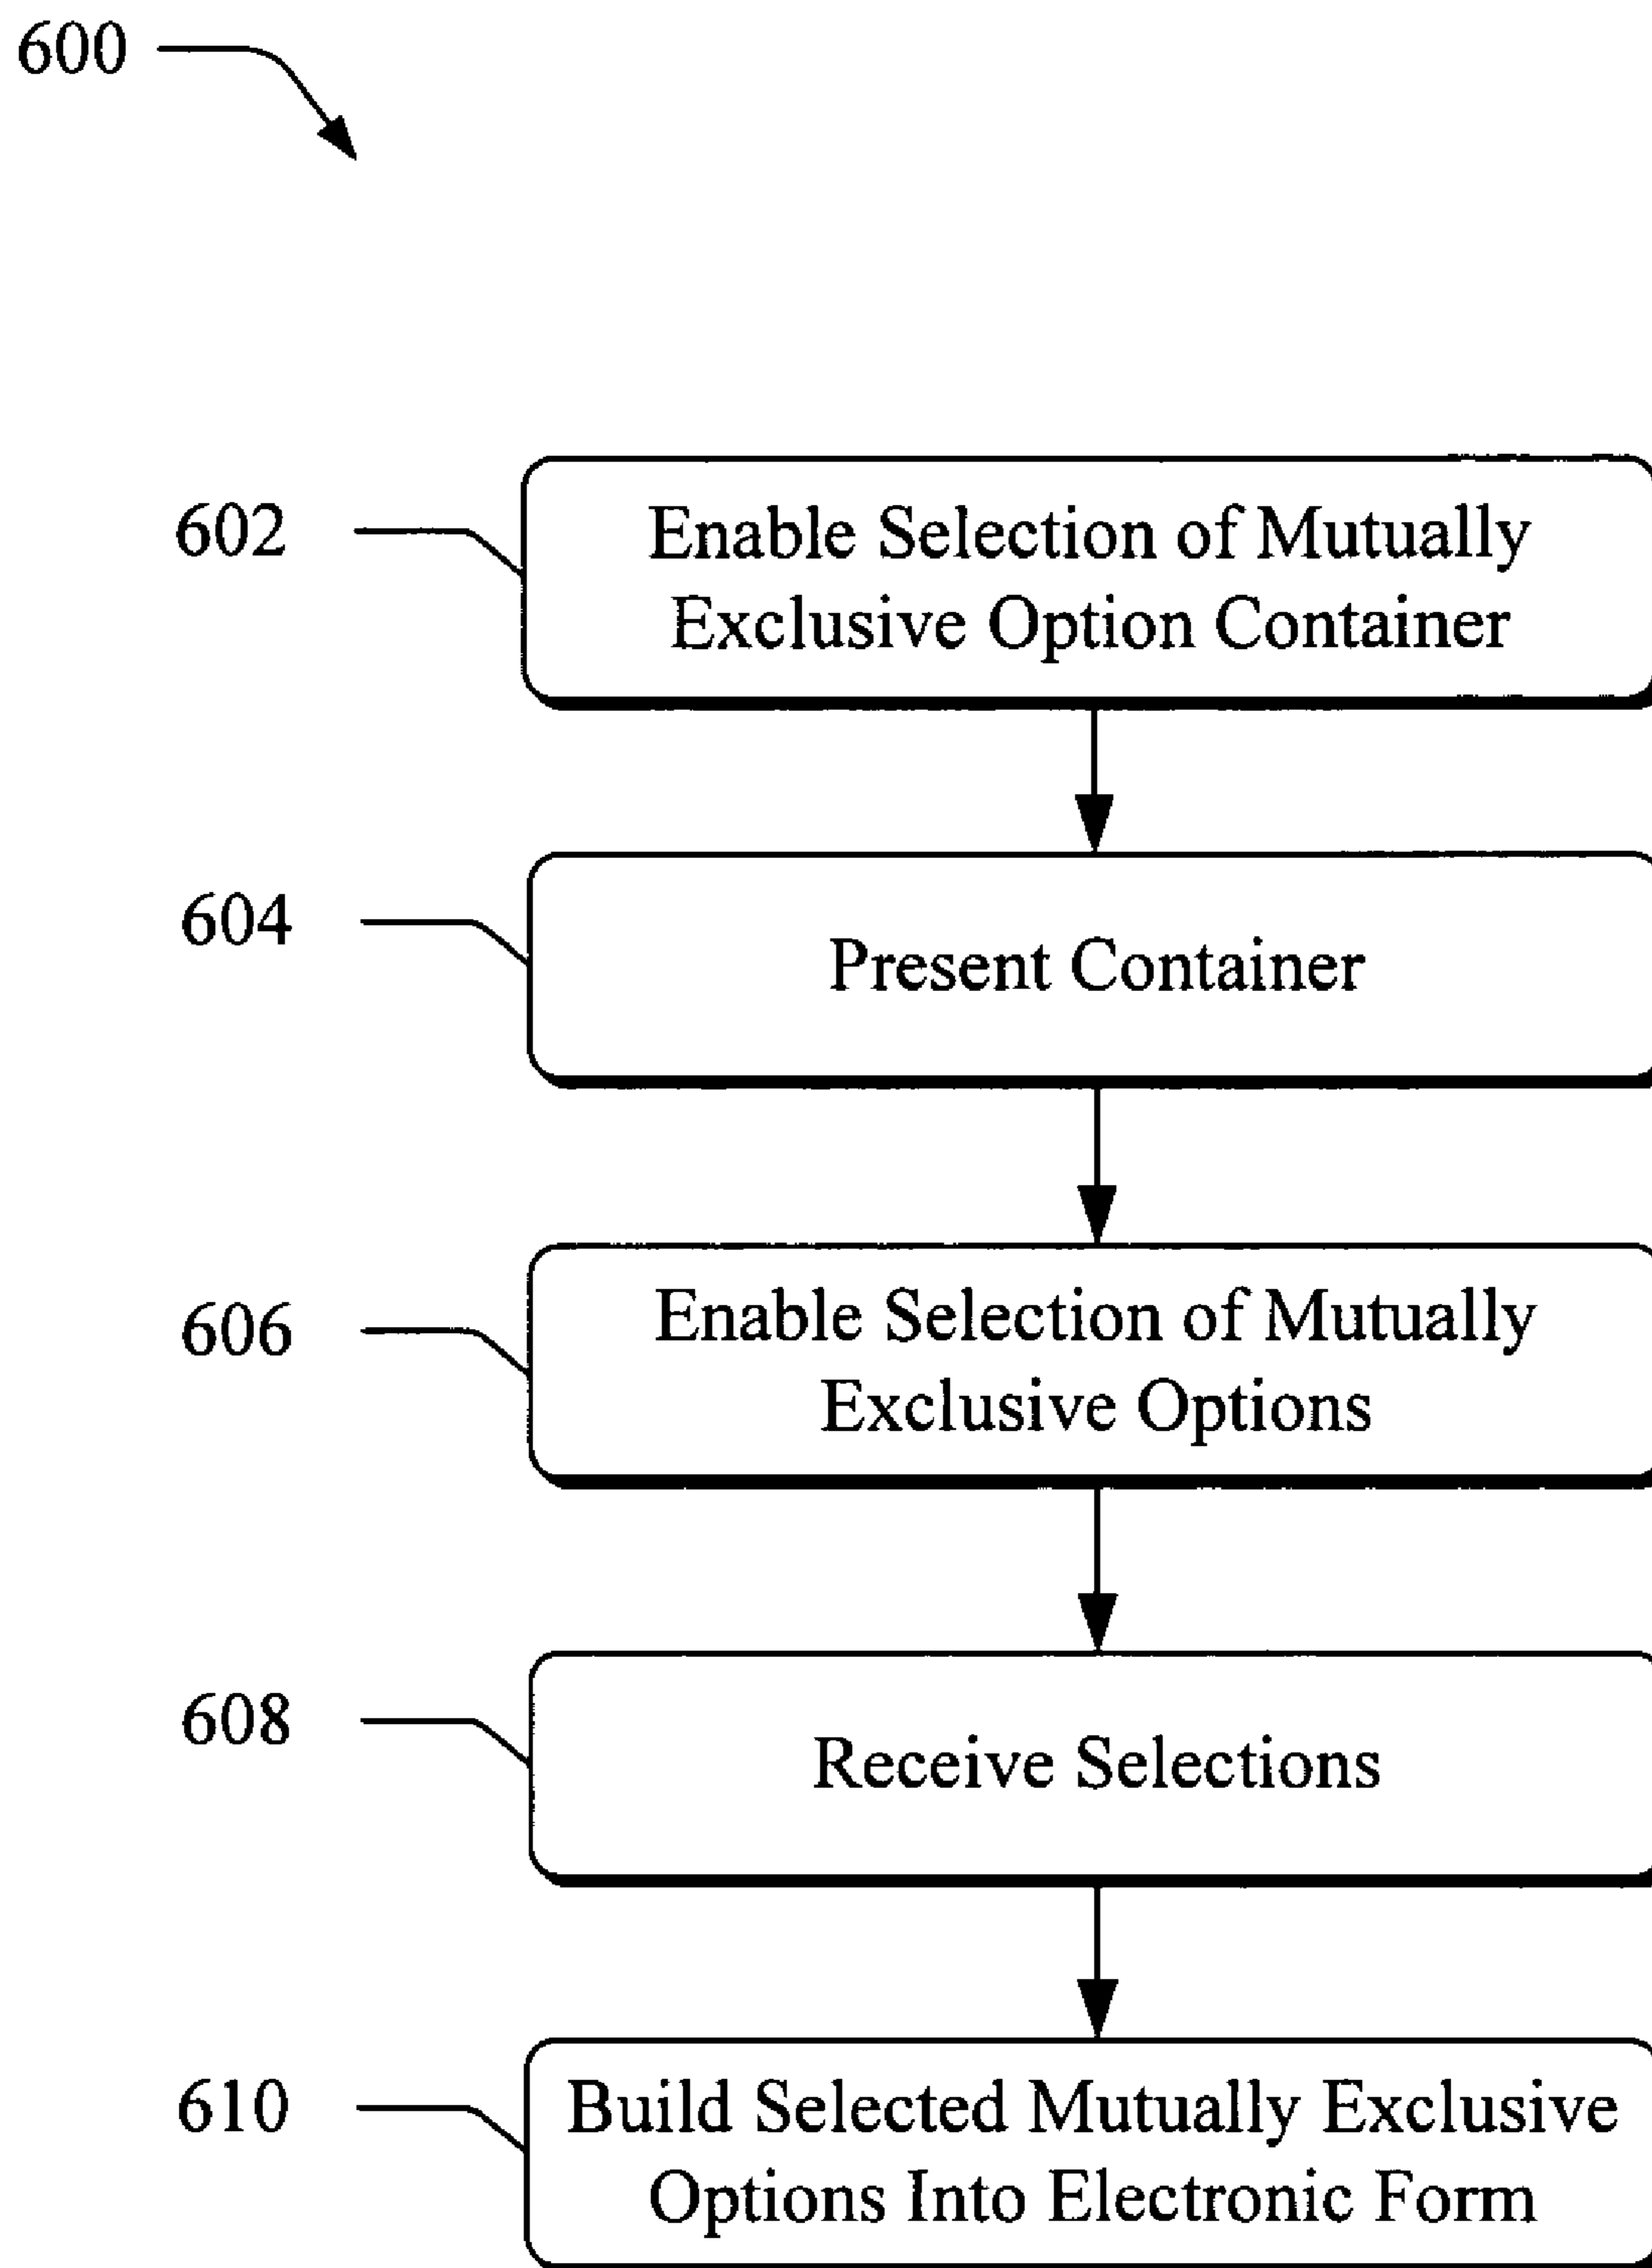 600
602
Enable Selection of Mutually
Exclusive Option Container
604
Present Container
606
Enable Selection of Mutually
Exclusive Options
608
Receive Selections
610
Build Selected Mutually Exclusive
Options Into Electronic Form